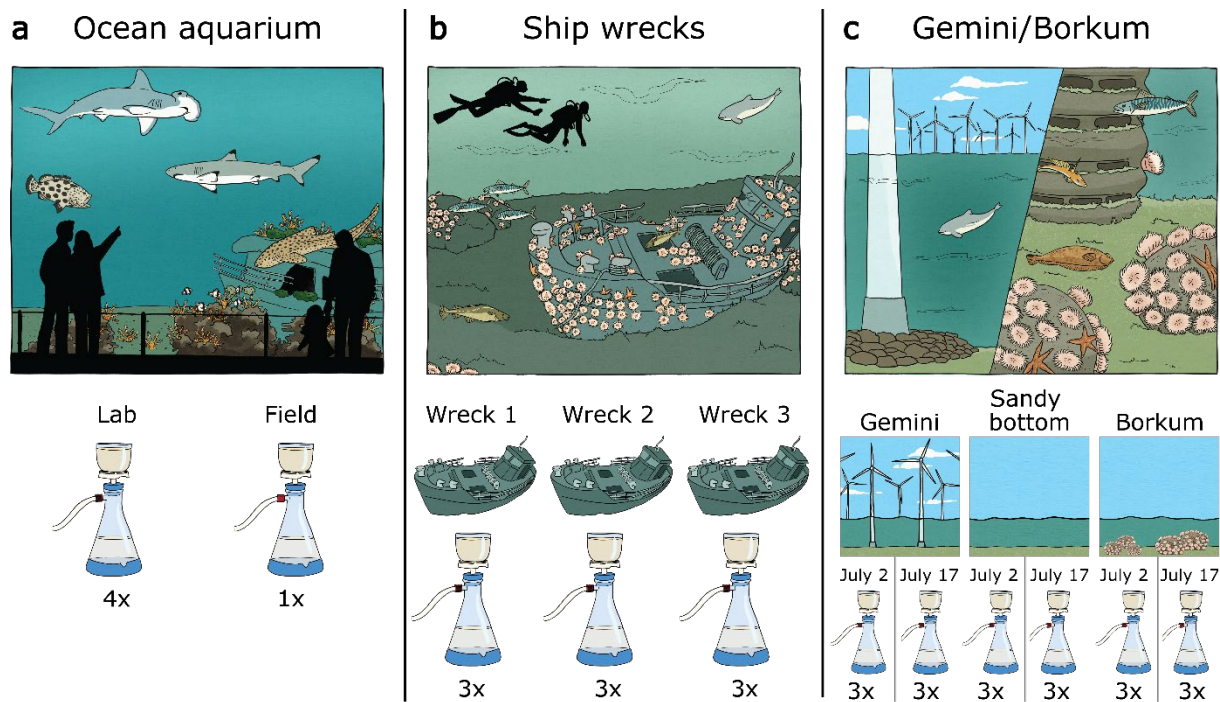 a Ocean aquarium
Lab Field
4x 1x
b Ship wrecks
Wreck 1 Wreck 2 Wreck 3
3x 3x 3x
c Gemini/Borkum
Gemini Sandy bottom Borkum
July 2 July 17 July 2 July 17 July 2 July 17
3x 3x 3x 3x 3x 3x